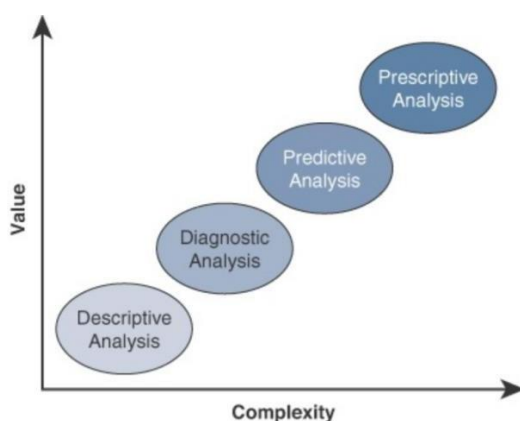 Prescriptive
Analysis
Predictive
Analysis
Diagnostic
Analysis
Descriptive
Analysis
Value
Complexity